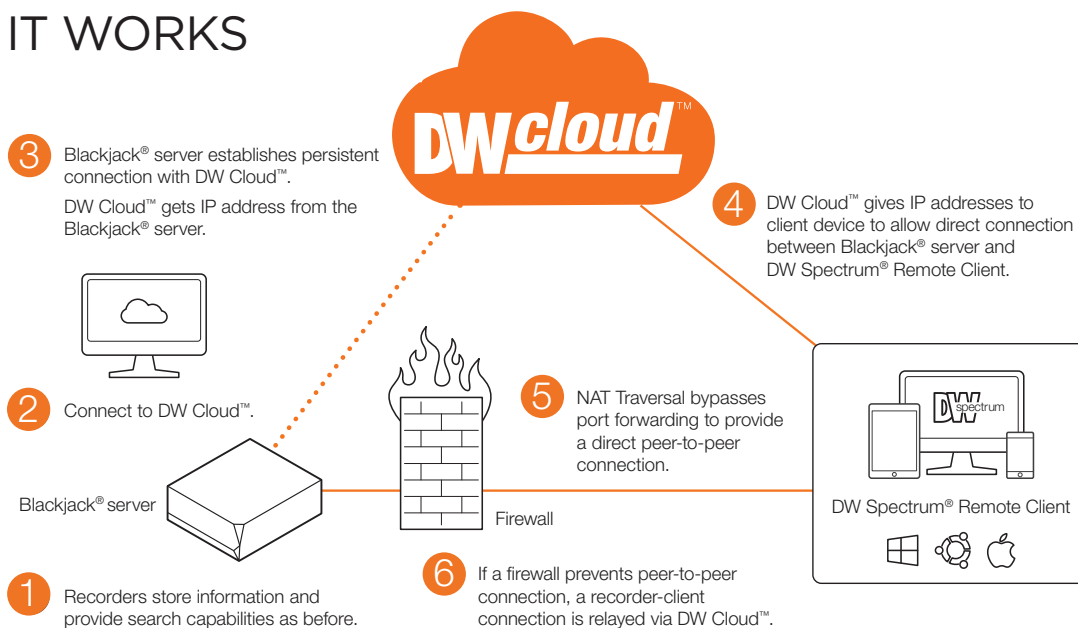 IT WORKS
DWcloud™
3
Blackjack® server establishes persistent
connection with DW Cloud™.
DW Cloud™ gets IP address from the
Blackjack® server.
4
DW Cloud™ gives IP addresses to
client device to allow direct connection
between Blackjack® server and
DW Spectrum® Remote Client.
2
Connect to DW Cloud™.
5
NAT Traversal bypasses
port forwarding to provide
a direct peer-to-peer
connection.
DW spectrum
Blackjack® server
Firewall
DW Spectrum® Remote Client
1
Recorders store information and
provide search capabilities as before.
6
If a firewall prevents peer-to-peer
connection, a recorder-client
connection is relayed via DW Cloud™.